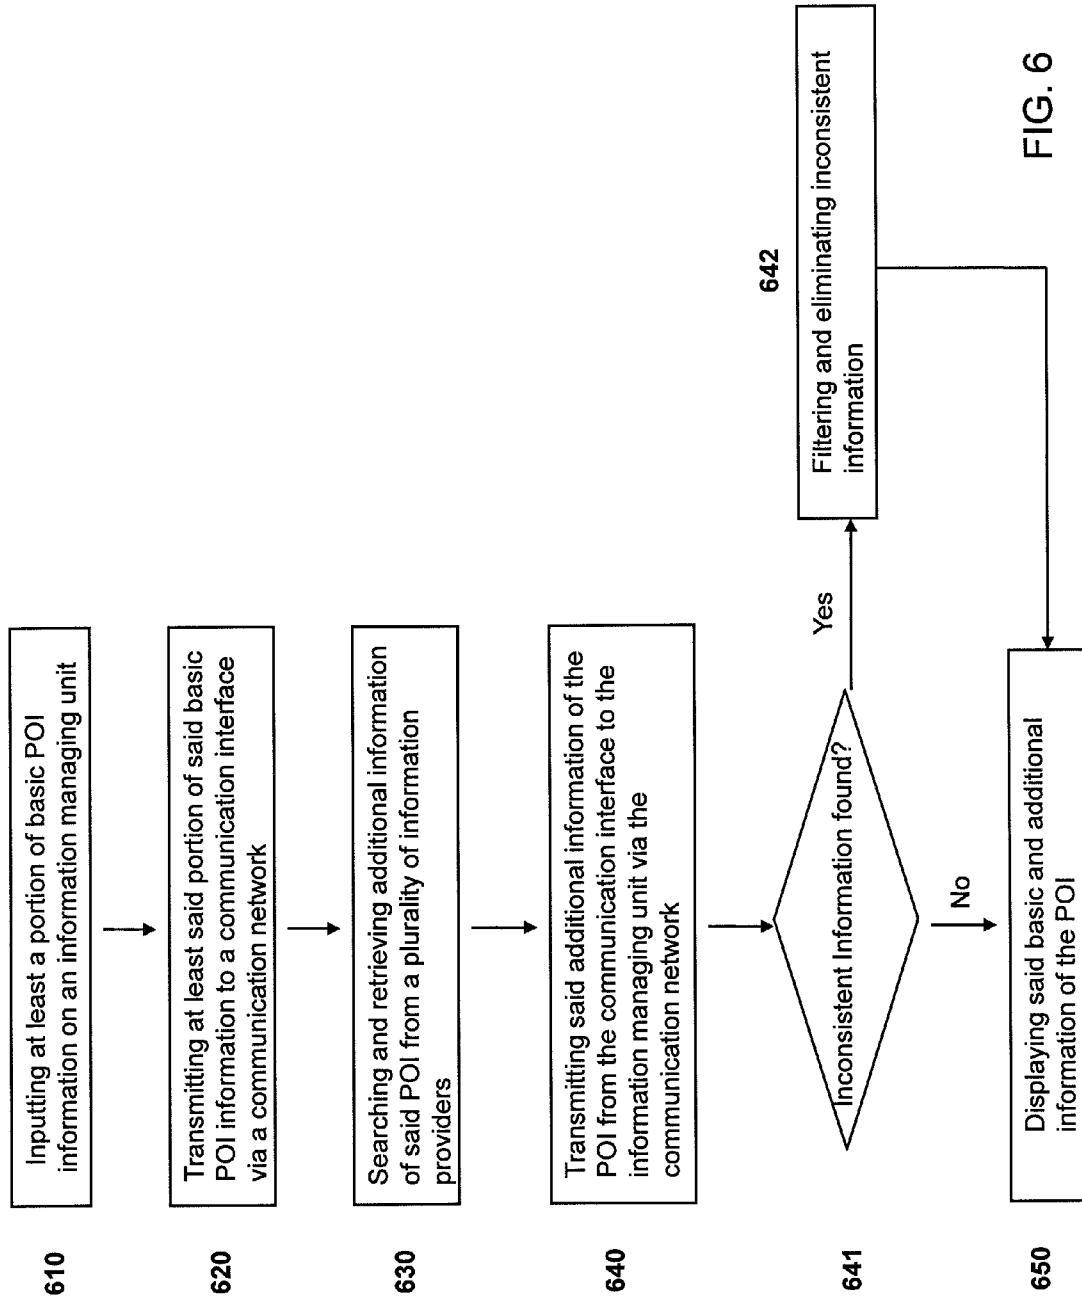 610
Inputting at least a portion of basic POI
information on an information managing unit
620
Transmitting at least said portion of said basic
POI information to a communication interface
via a communication network
630
Searching and retrieving additional information
of said POI from a plurality of information
providers
640
Transmitting said additional information of the
POI from the communication interface to the
information managing unit via the
communication network
641
Inconsistent Information found?
Yes
642
Filtering and eliminating inconsistent
information
No
650
Displaying said basic and additional
information of the POI
FIG. 6